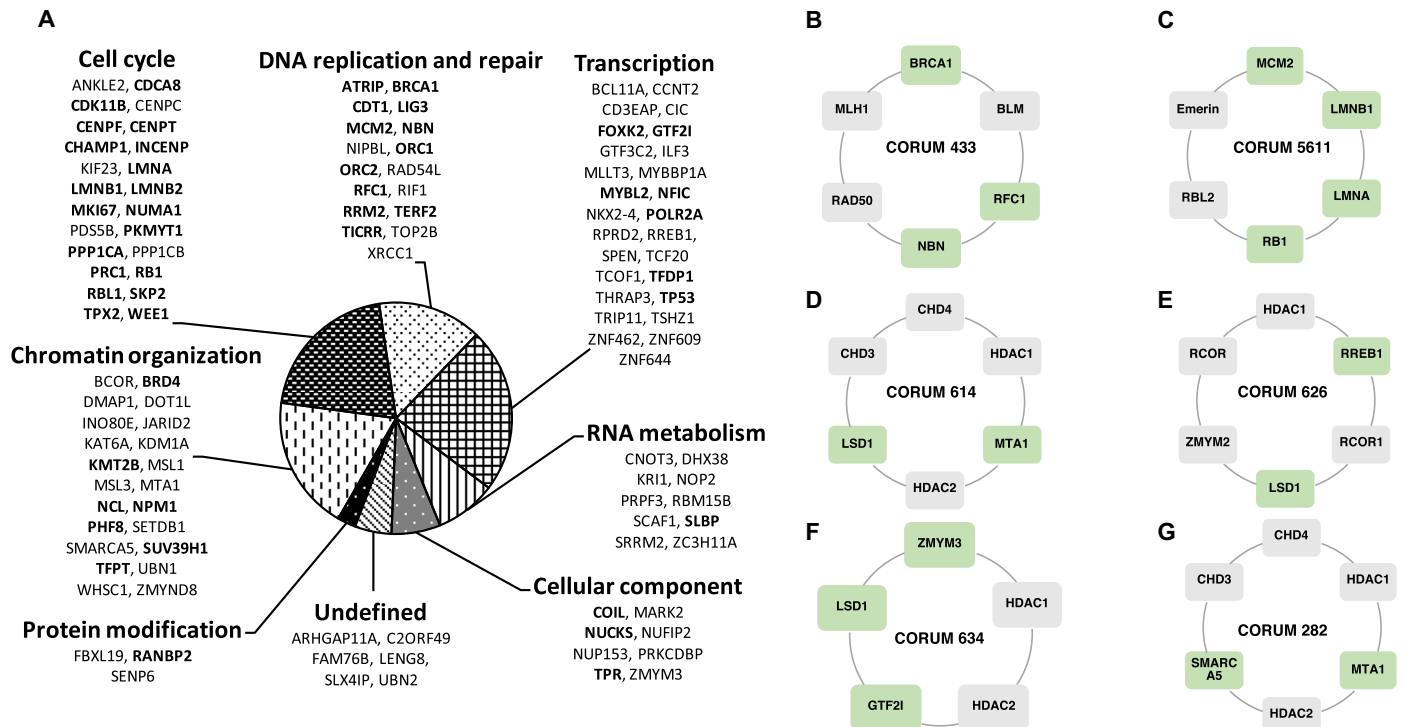 A
Cell cycle
ANKLE2, CDCA8
CDK11B, CENPC
CENPF, CENPT
CHAMP1, INCENP
KIF23, LMNA
LMNB1, LMNB2
MKI67, NUMA1
PDS5B, PKMYT1
PPP1CA, PPP1CB
PRC1, RB1
RBL1, SKP2
TPX2, WEE1
DNA replication and repair
ATRIP, BRCA1
CDT1, LIG3
MCM2, NBN
NIPBL, ORC1
ORC2, RAD54L
RFC1, RIF1
RRM2, TERF2
TICRR, TOP2B
XRCC1
Transcription
BCL11A, CCNT2
CD3EAP, CIC
FOXK2, GTF2I
GTF3C2, ILF3
MLLT3, MYBBP1A
MYBL2, NFIC
NKX2-4, POLR2A
RPRD2, RREB1,
SPEN, TCF20
TCOF1, TFDP1
THRAP3, TP53
TRIP11, TSHZ1
ZNF462, ZNF609
ZNF644
Chromatin organization
BCOR, BRD4
DMAP1, DOT1L
INO80E, JARID2
KAT6A, KDM1A
KMT2B, MSL1
MSL3, MTA1
NCL, NPM1
PHF8, SETDB1
SMARCA5, SUV39H1
TFPT, UBN1
WHSC1, ZMYND8
RNA metabolism
CNOT3, DHX38
KRI1, NOP2
PRPF3, RBM15B
SCAF1, SLBP
SRRM2, ZC3H11A
Cellular component
COIL, MARK2
NUCKS, NUFIP2
NUP153, PRKCDBP
TPR, ZMYM3
Undefined
ARHGAP11A, C2ORF49
FAM76B, LENG8,
SLX4IP, UBN2
Protein modification
FBXL19, RANBP2
SENP6
B
BRCA1
MLH1
BLM
CORUM 433
RAD50
RFC1
NBN
C
MCM2
Emerin
LMNB1
CORUM 5611
RBL2
LMNA
RB1
D
CHD4
CHD3
HDAC1
CORUM 614
LSD1
MTA1
HDAC2
E
HDAC1
RCOR
RREB1
CORUM 626
ZMYM2
RCOR1
LSD1
F
ZMYM3
LSD1
HDAC1
CORUM 634
GTF2I
HDAC2
G
CHD4
CHD3
HDAC1
CORUM 282
SMARC
A5
MTA1
HDAC2